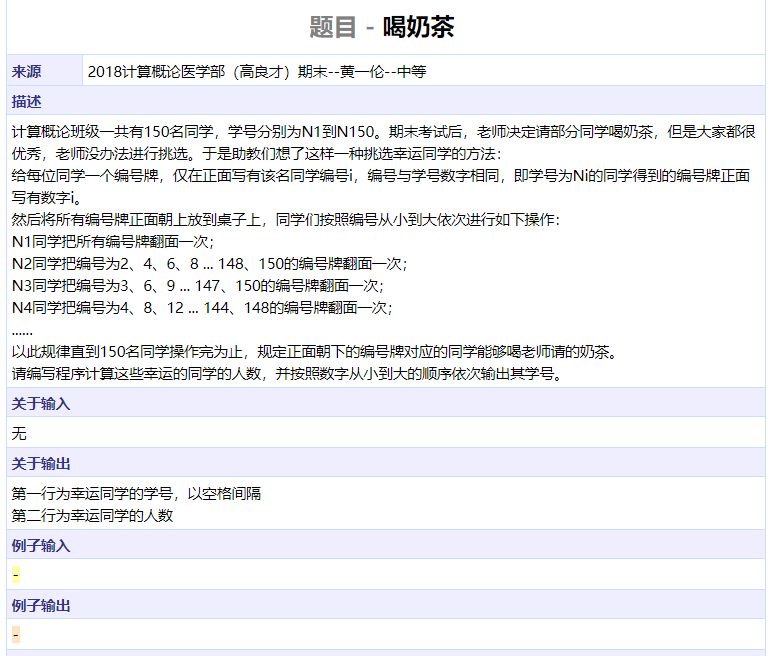 题目 - 喝奶茶
来源 2018计算概论医学部（高良才）期末--黄一伦--中等
描述
计算概论班级一共有150名同学，学号分别为N1到N150。期末考试后，老师决定请部分同学喝奶茶，但是大家都很
优秀，老师没办法进行挑选。于是助教们想了这样一种挑选幸运同学的方法：
给每位同学一个编号牌，仅在正面写有该名同学编号i，编号与学号数字相同，即学号为Ni的同学得到的编号牌正面
写有数字i。
然后将所有编号牌正面朝上放到桌子上，同学们按照编号从小到大依次进行如下操作：
N1同学把所有编号牌翻面一次；
N2同学把编号为2、4、6、8 ... 148、150的编号牌翻面一次；
N3同学把编号为3、6、9 ... 147、150的编号牌翻面一次；
N4同学把编号为4、8、12 ... 144、148的编号牌翻面一次；
......
以此规律直到150名同学操作完为止，规定正面朝下的编号牌对应的同学能够喝老师请的奶茶。
请编写程序计算这些幸运的同学的人数，并按照数字从小到大的顺序依次输出其学号。
关于输入
无
关于输出
第一行为幸运同学的学号，以空格间隔
第二行为幸运同学的人数
例子输入
-
例子输出
-